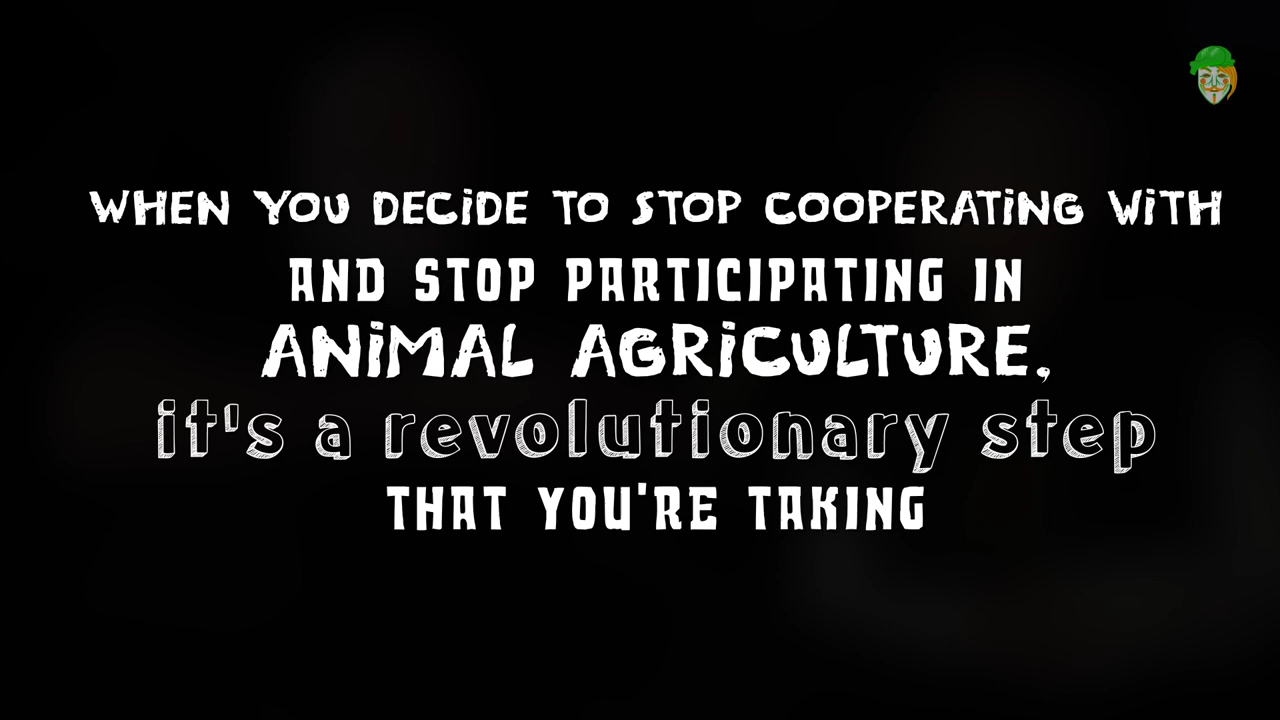 WHEN YOU DECiDE TO STOP COOPERATiNG WiTH
AND STOP PARTICIPATING IN
ANiMAL AGRiCULTURE,
it's a revolutionary step
THAT YOU'RE TAKING